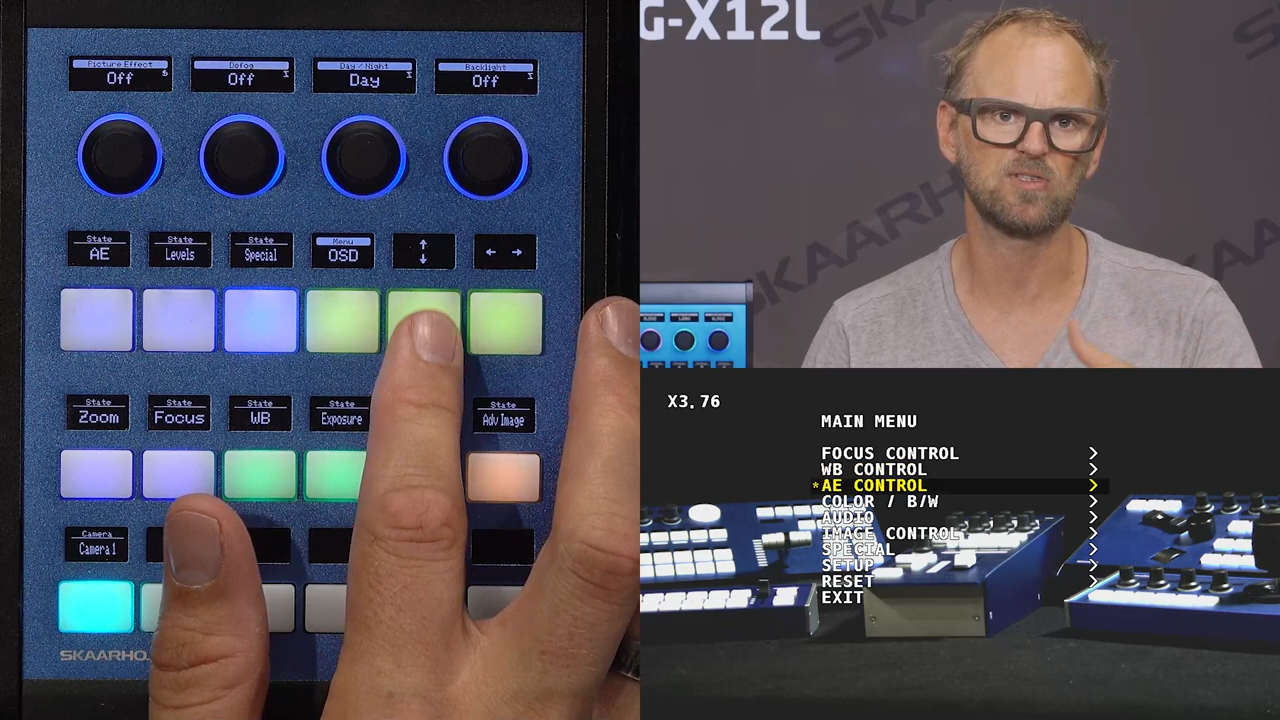 Picture Effect
Off
Defog
Off
Day/Night
Day
Backlight
Off
State
AE
State
Levels
State
Special
Menu
OSD
State
Zoom
State
Focus
State
WB
State
Exposure
State
Adv Image
Camera
Camera 1
SKAARHO
G-X12L
SKAARH
SKAARHO
X3.76
MAIN MENU
FOCUS CONTROL >
WB CONTROL >
*AE CONTROL >
COLOR / B/W >
AUDIO >
IMAGE CONTROL >
SPECIAL >
SETUP >
RESET >
EXIT